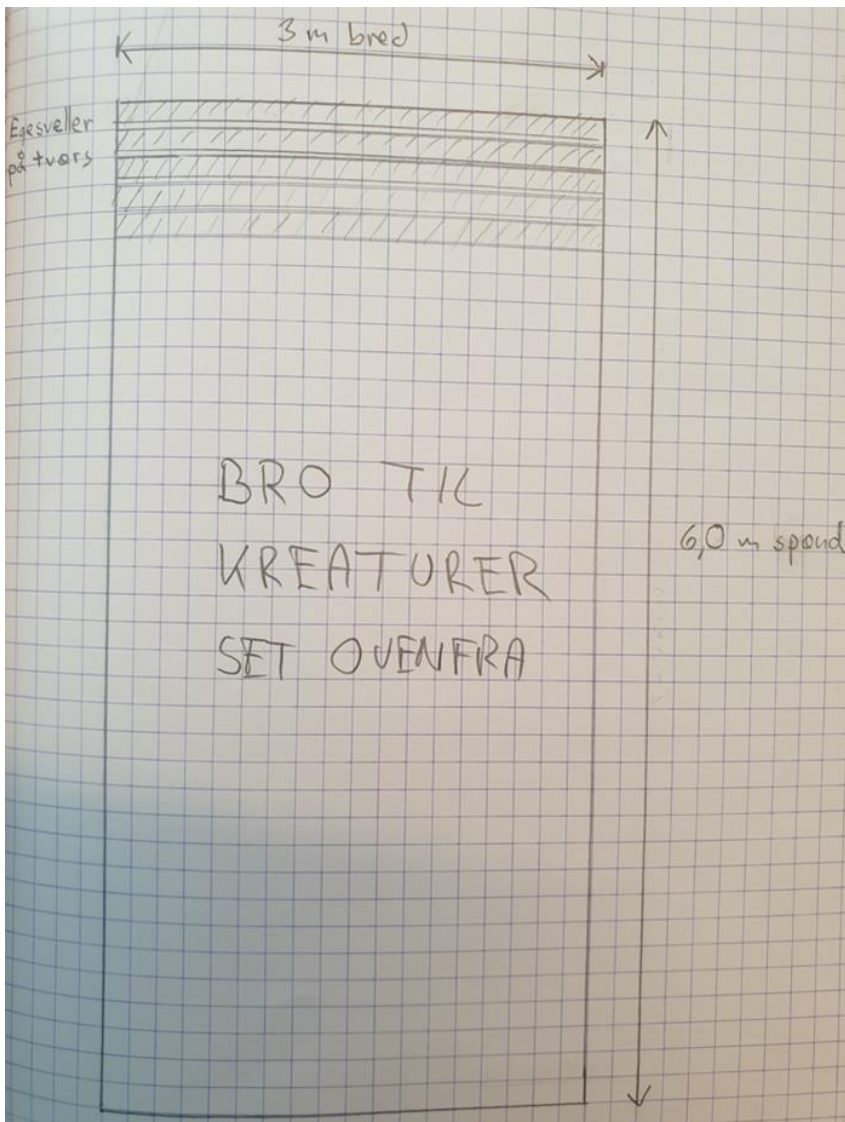 3 m bred
Egesveller
på tværs
BRO TIL
KREATURER
SET OVENFRA
6,0 m spænd